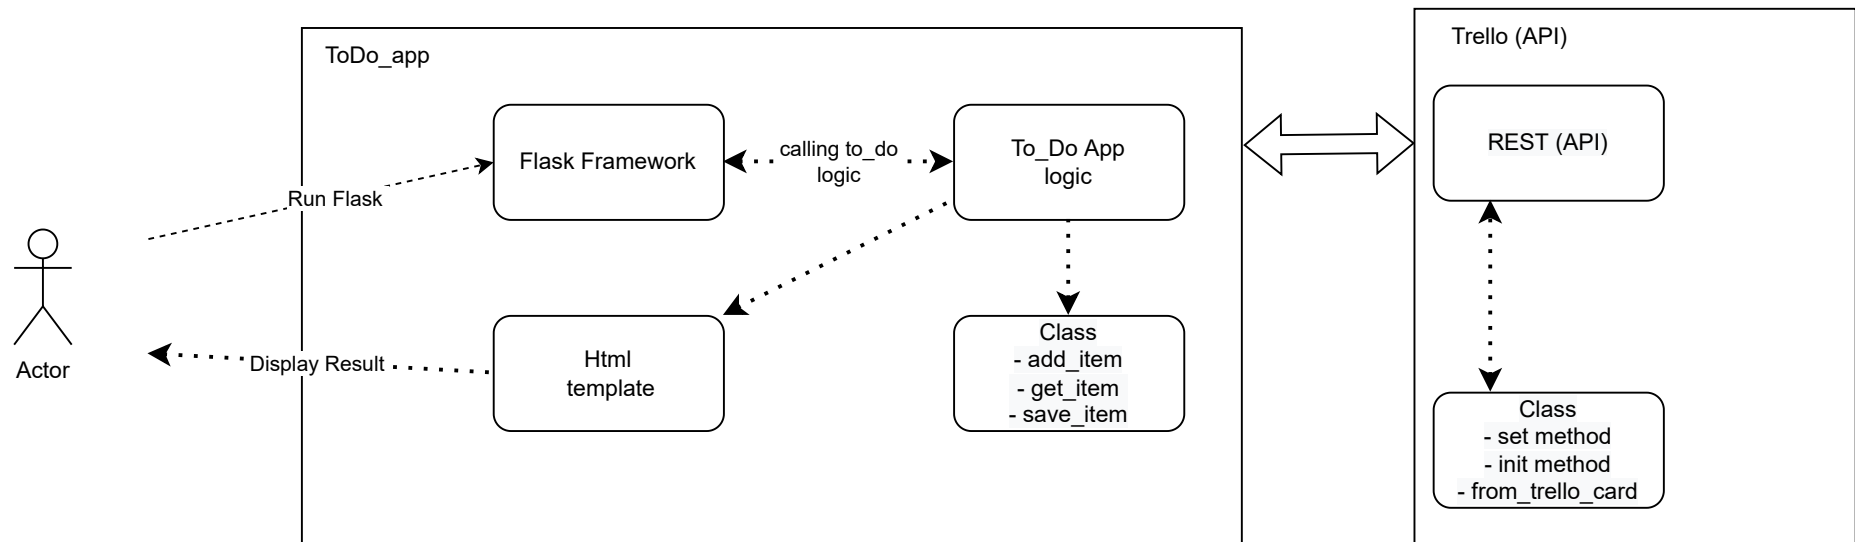 ToDo_app
Trello (API)
Flask Framework
calling to_do
logic
To_Do App
logic
REST (API)
Run Flask
Actor
Display Result
Html
template
Class
- add_item
- get_item
- save_item
Class
- set method
- init method
- from_trello_card